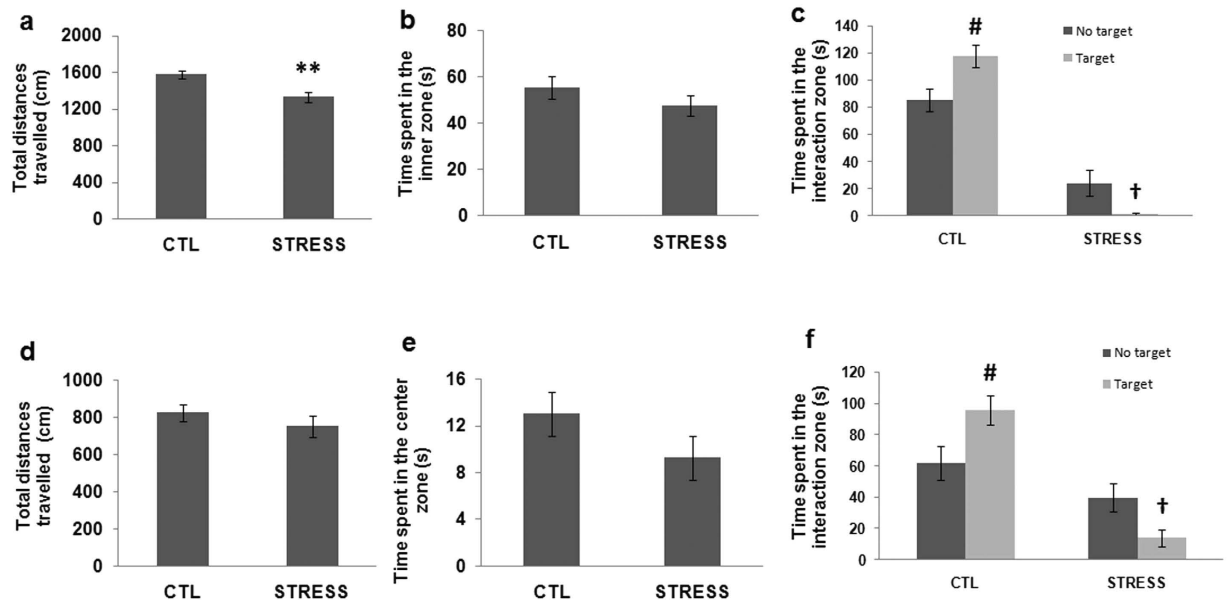 a
Total distances
travelled (cm)
2000
1600
1200
800
400
0
**
CTL STRESS
b
Time spent in the
inner zone (s)
80
60
40
20
0
CTL STRESS
c
Time spent in the
interaction zone (s)
140
120
100
80
60
40
20
0
#
†
No target
Target
CTL STRESS
d
Total distances
travelled (cm)
1000
800
600
400
200
0
CTL STRESS
e
Time spent in the center
zone (s)
16
12
8
4
0
CTL STRESS
f
Time spent in the
interaction zone (s)
120
100
80
60
40
20
0
#
†
No target
Target
CTL STRESS